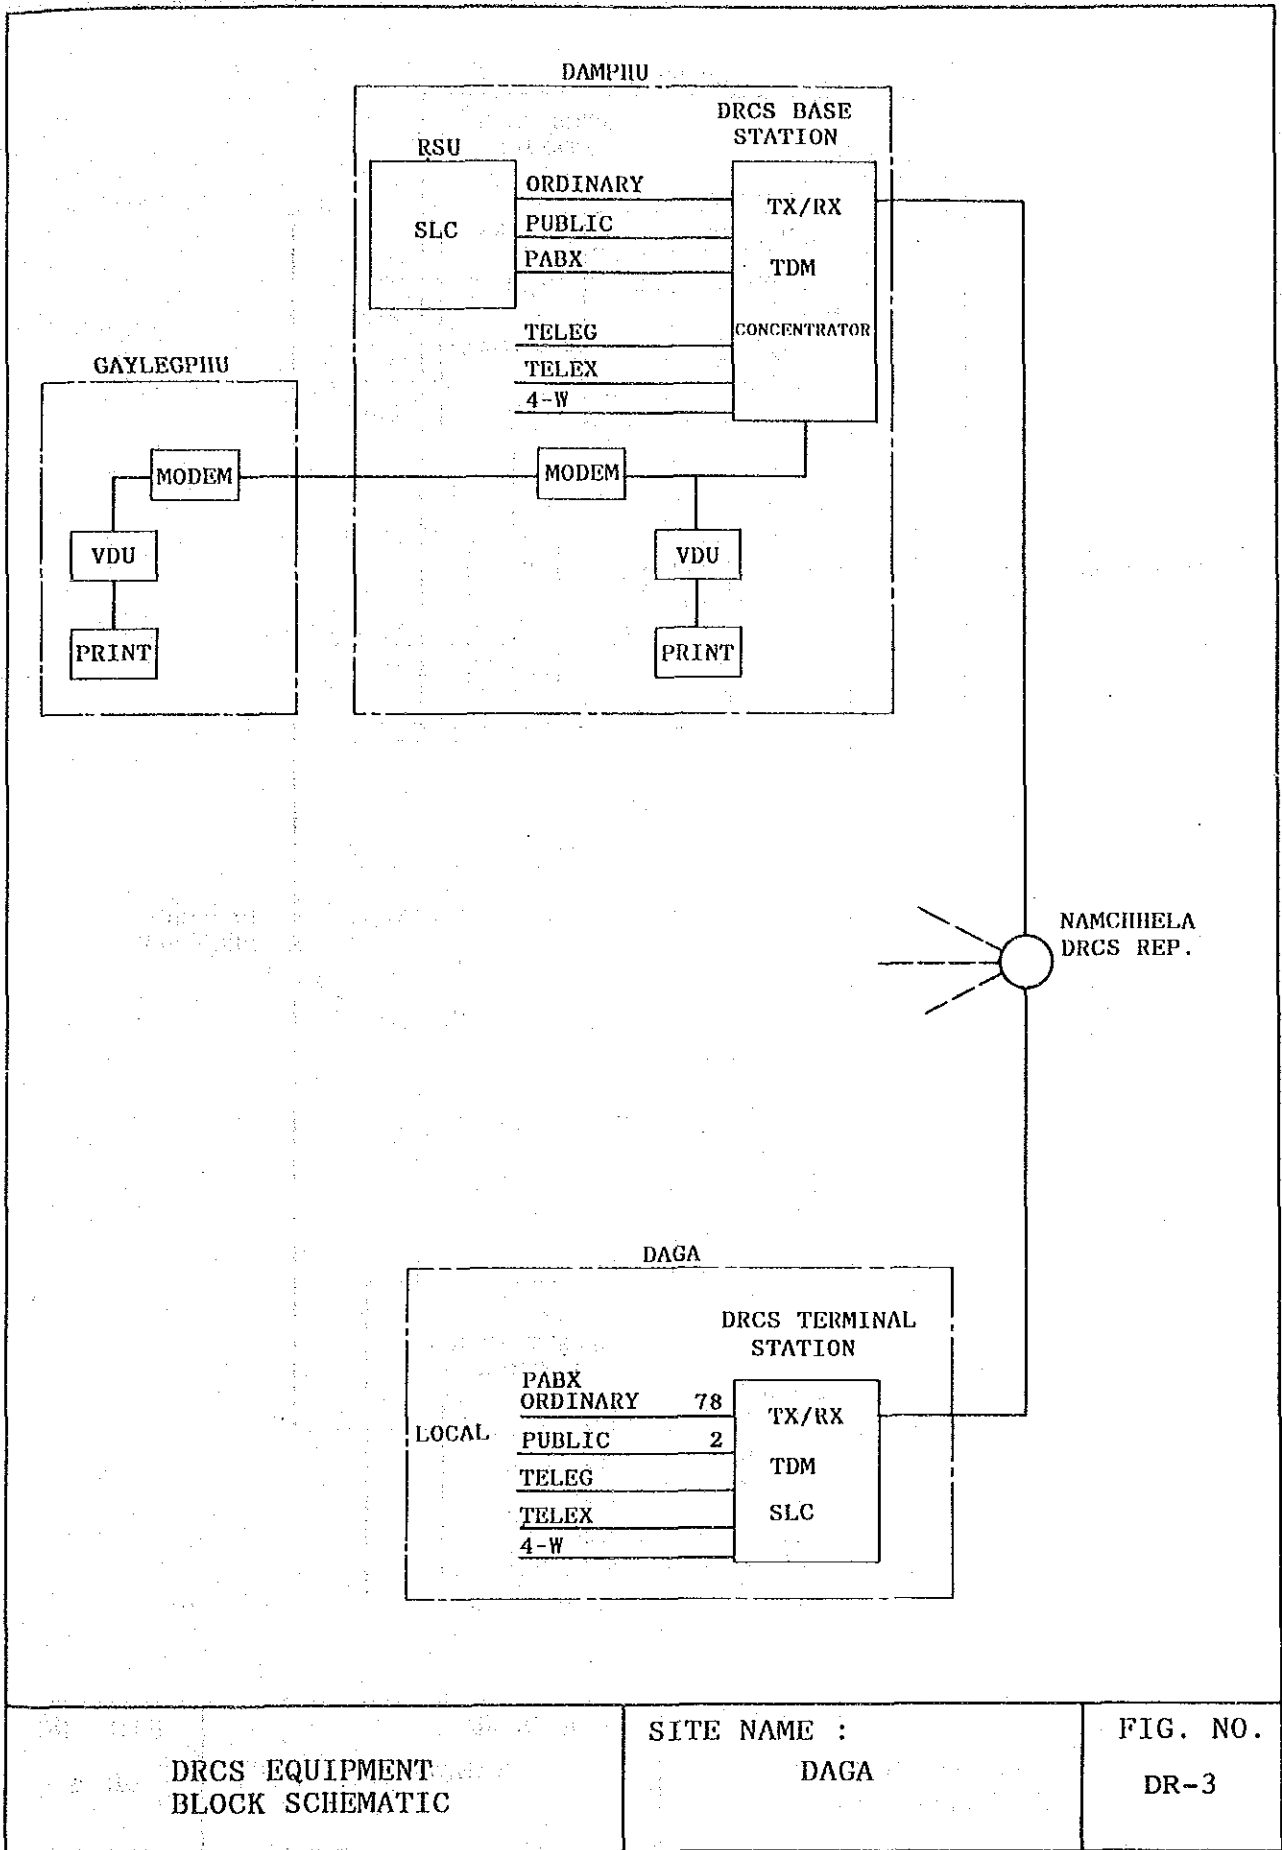 DAMPHU
DRCS BASE
STATION
RSU
SLC
ORDINARY
PUBLIC
PABX
TELEG
TELEX
4-W
TX/RX
TDM
CONCENTRATOR
GAYLEGPHU
MODEM
VDU
PRINT
MODEM
VDU
PRINT
NAMCHHELA
DRCS REP.
DAGA
DRCS TERMINAL
STATION
LOCAL
PABX
ORDINARY 78
PUBLIC 2
TELEG
TELEX
4-W
TX/RX
TDM
SLC
DRCS EQUIPMENT
BLOCK SCHEMATIC
SITE NAME :
DAGA
FIG. NO.
DR-3